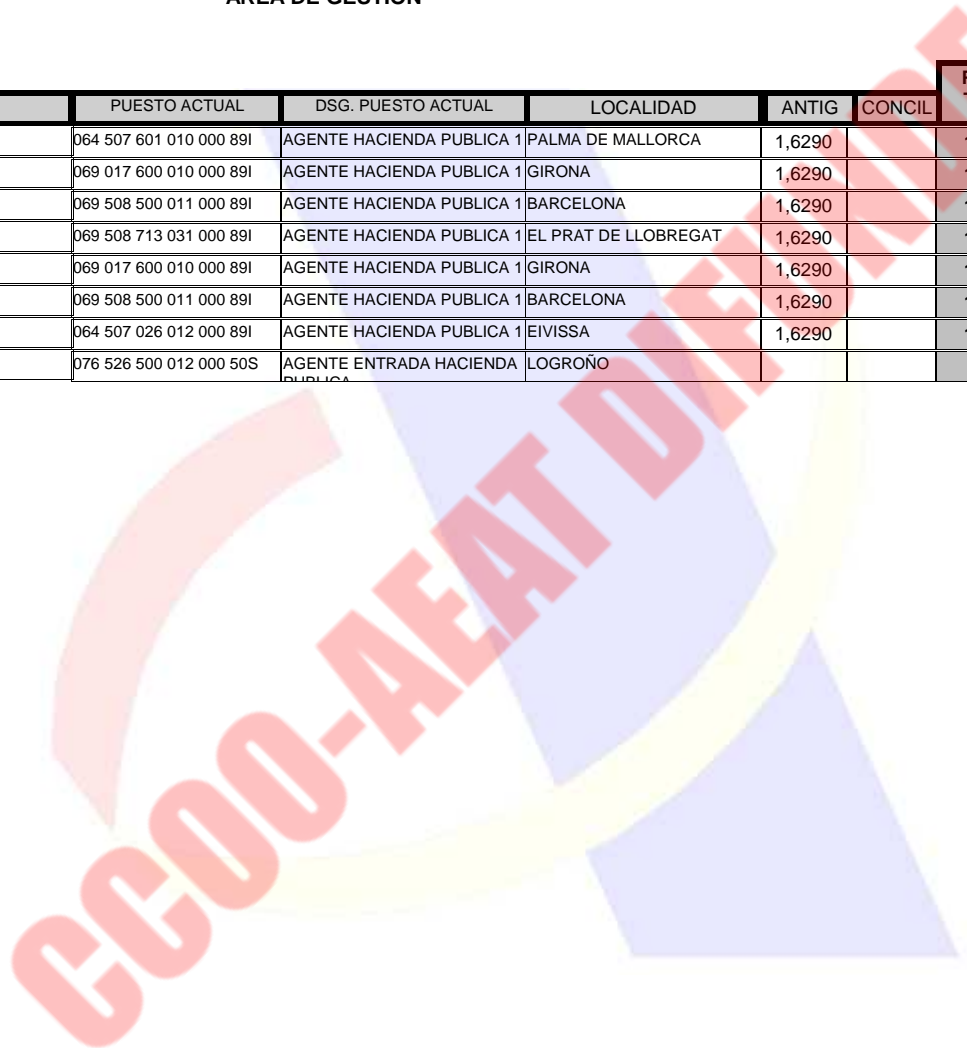 ÁREA DE GESTIÓN
PUESTO ACTUAL DSG. PUESTO ACTUAL LOCALIDAD ANTIG CONCIL
064 507 601 010 000 89I AGENTE HACIENDA PUBLICA 1 PALMA DE MALLORCA 1,6290
069 017 600 010 000 89I AGENTE HACIENDA PUBLICA 1 GIRONA 1,6290
069 508 500 011 000 89I AGENTE HACIENDA PUBLICA 1 BARCELONA 1,6290
069 508 713 031 000 89I AGENTE HACIENDA PUBLICA 1 EL PRAT DE LLOBREGAT 1,6290
069 017 600 010 000 89I AGENTE HACIENDA PUBLICA 1 GIRONA 1,6290
069 508 500 011 000 89I AGENTE HACIENDA PUBLICA 1 BARCELONA 1,6290
064 507 026 012 000 89I AGENTE HACIENDA PUBLICA 1 EIVISSA 1,6290
076 526 500 012 000 50S AGENTE ENTRADA HACIENDA LOGROÑO
PUBLICA
CCOO-AEAT DIFUNDE